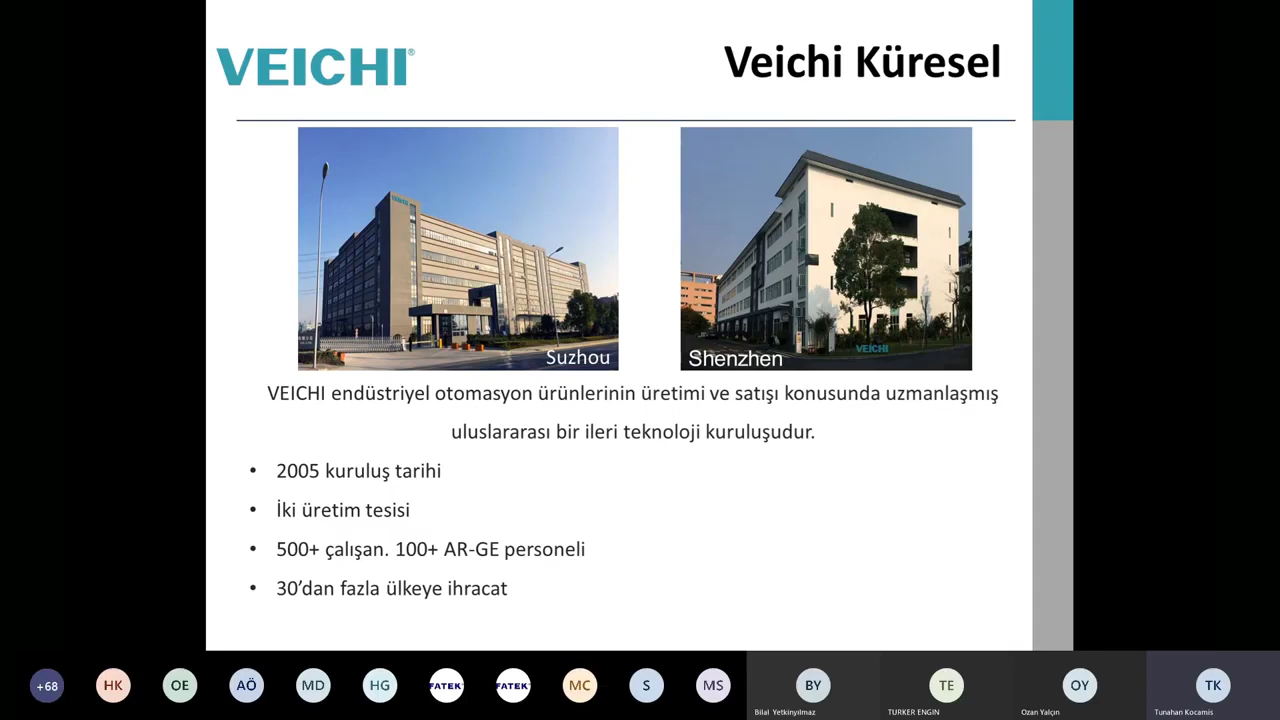 VEICHI®
Veichi Küresel
VEICHI
Suzhou
VEICHI
Shenzhen
VEICHI endüstriyel otomasyon ürünlerinin üretimi ve satışı konusunda uzmanlaşmış
uluslararası bir ileri teknoloji kuruluşudur.
• 2005 kuruluş tarihi
• İki üretim tesisi
• 500+ çalışan. 100+ AR-GE personeli
• 30’dan fazla ülkeye ihracat
+68 HK OE AÖ MD HG FATEK FATEK MC S MS BY TE OY TK
Bilal Yetkinyılmaz TURKER ENGIN Ozan Yalçın Tunahan Kocamis